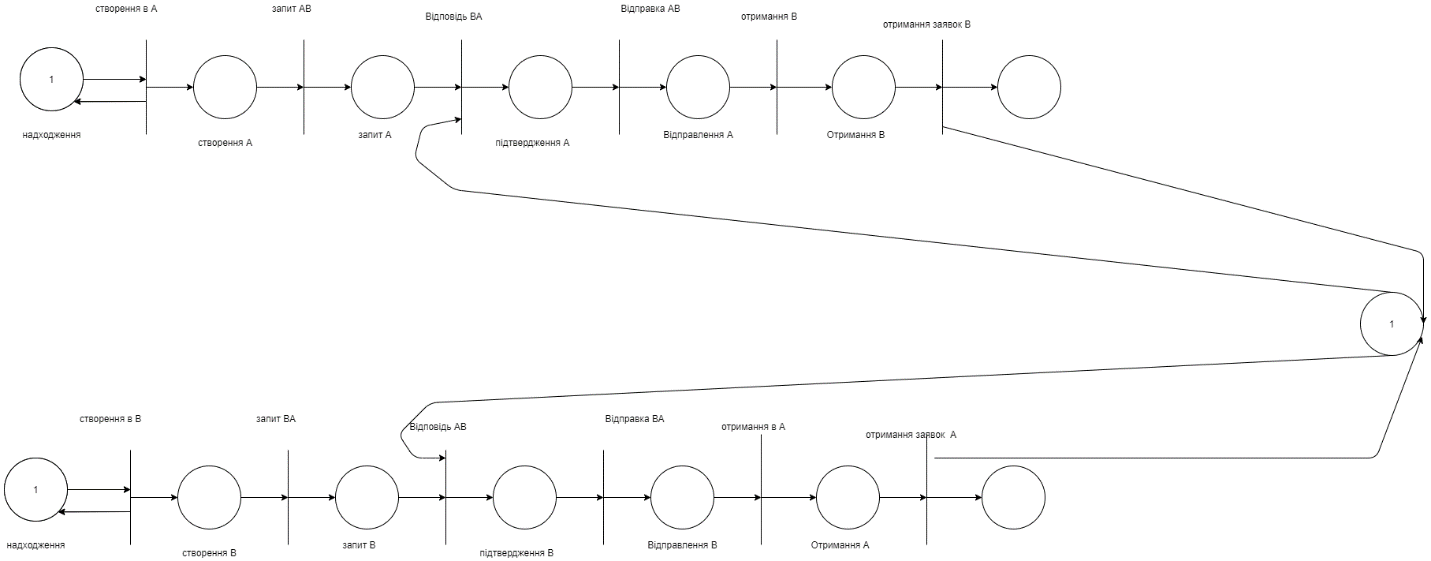 створення в А
запит АВ
Відповідь ВА
Відправка АВ
отримання В
отримання заявок В
1
надходження
створення А
запит А
підтвердження А
Відправлення А
Отримання В
1
створення в В
запит ВА
Відповідь АВ
Відправка ВА
отримання в А
отримання заявок А
1
надходження
створення В
запит В
підтвердження В
Відправлення В
Отримання А